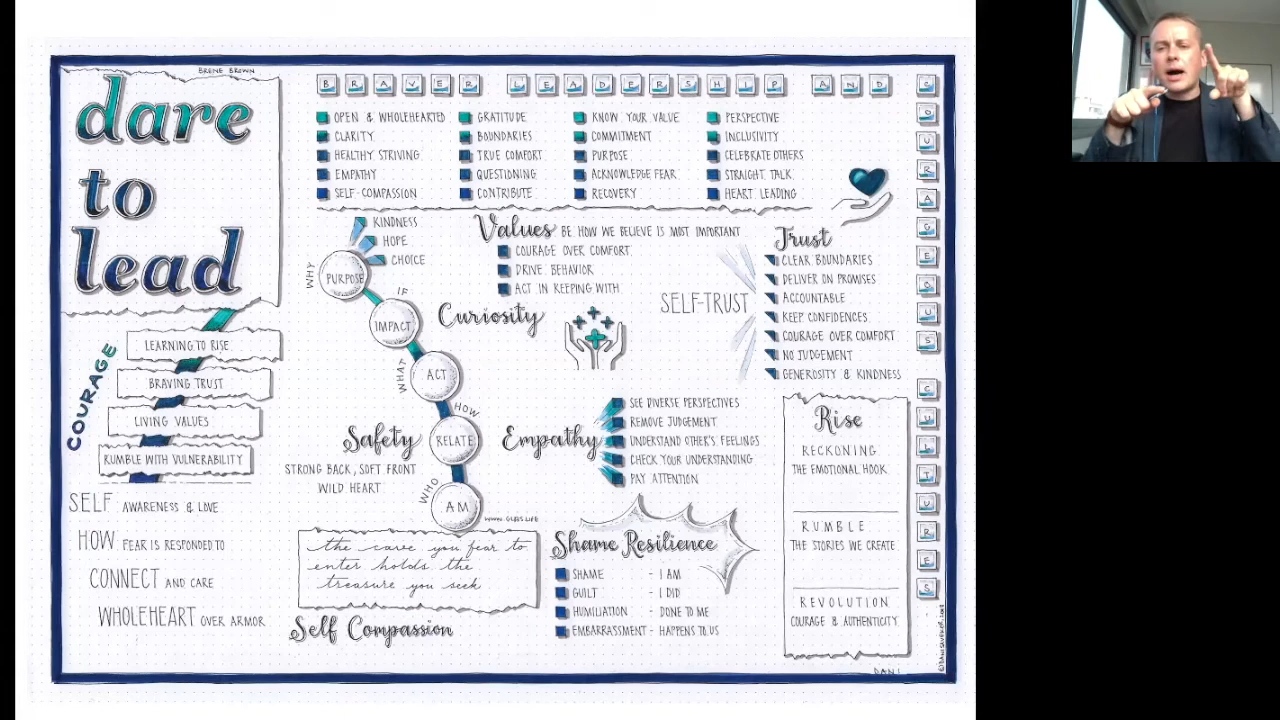 BRENE BROWN
dare
to
lead
BRAVER LEADERSHIP AND
COURAGEOUS CULTURES
OPEN & WHOLEHEARTED
CLARITY
HEALTHY STRIVING
EMPATHY
SELF-COMPASSION
GRATITUDE
BOUNDARIES
TRUE COMFORT
QUESTIONING
CONTRIBUTE
KNOW YOUR VALUE
COMMITMENT
PURPOSE
ACKNOWLEDGE FEAR
RECOVERY
PERSPECTIVE
INCLUSIVITY
CELEBRATE OTHERS
STRAIGHT TALK
HEART LEADING
COURAGE
LEARNING TO RISE
BRAVING TRUST
LIVING VALUES
RUMBLE WITH VULNERABILITY
SELF AWARENESS & LOVE
HOW FEAR IS RESPONDED TO
CONNECT AND CARE
WHOLEHEART OVER ARMOR
KINDNESS
HOPE
CHOICE
WHY
PURPOSE
IF
IMPACT
WHAT
ACT
HOW
RELATE
WHO
AM
Values BE HOW WE BELIEVE IS MOST IMPORTANT
COURAGE OVER COMFORT
DRIVE BEHAVIOR
ACT IN KEEPING WITH
Curiosity
SELF-TRUST
Trust
CLEAR BOUNDARIES
DELIVER ON PROMISES
ACCOUNTABLE
KEEP CONFIDENCES
COURAGE OVER COMFORT
NO JUDGEMENT
GENEROSITY & KINDNESS
Safety
STRONG BACK, SOFT FRONT
WILD HEART
Empathy
SEE DIVERSE PERSPECTIVES
REMOVE JUDGEMENT
UNDERSTAND OTHER'S FEELINGS
CHECK YOUR UNDERSTANDING
PAY ATTENTION
the cave you fear to
enter holds the
treasure you seek
Self Compassion
Shame Resilience
SHAME - I AM
GUILT - I DID
HUMILIATION - DONE TO ME
EMBARRASSMENT - HAPPENS TO US
Rise
RECKONING
THE EMOTIONAL HOOK
RUMBLE
THE STORIES WE CREATE
REVOLUTION
COURAGE & AUTHENTICITY
DANI